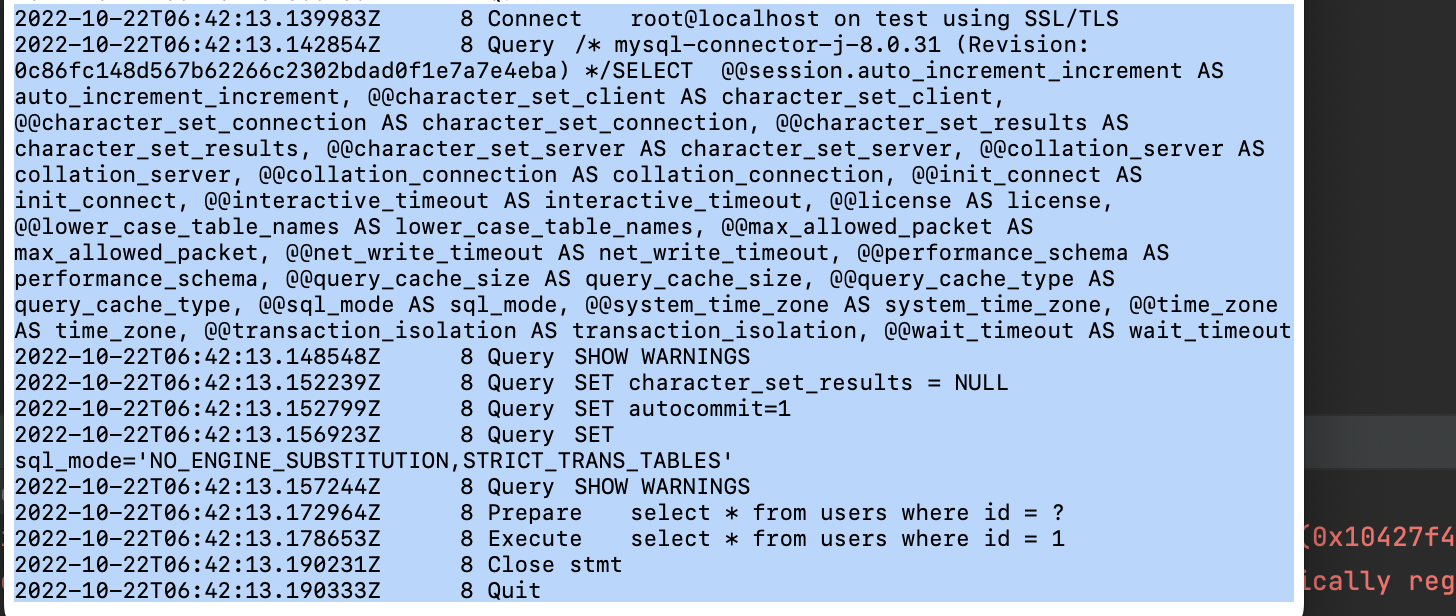 2022-10-22T06:42:13.139983Z 8 Connect root@localhost on test using SSL/TLS
2022-10-22T06:42:13.142854Z 8 Query /* mysql-connector-j-8.0.31 (Revision:
0c86fc148d567b62266c2302bdad0f1e7a7e4eba) */SELECT @@session.auto_increment_increment AS
auto_increment_increment, @@character_set_client AS character_set_client,
@@character_set_connection AS character_set_connection, @@character_set_results AS
character_set_results, @@character_set_server AS character_set_server, @@collation_server AS
collation_server, @@collation_connection AS collation_connection, @@init_connect AS
init_connect, @@interactive_timeout AS interactive_timeout, @@license AS license,
@@lower_case_table_names AS lower_case_table_names, @@max_allowed_packet AS
max_allowed_packet, @@net_write_timeout AS net_write_timeout, @@performance_schema AS
performance_schema, @@query_cache_size AS query_cache_size, @@query_cache_type AS
query_cache_type, @@sql_mode AS sql_mode, @@system_time_zone AS system_time_zone, @@time_zone
AS time_zone, @@transaction_isolation AS transaction_isolation, @@wait_timeout AS wait_timeout
2022-10-22T06:42:13.148548Z 8 Query SHOW WARNINGS
2022-10-22T06:42:13.152239Z 8 Query SET character_set_results = NULL
2022-10-22T06:42:13.152799Z 8 Query SET autocommit=1
2022-10-22T06:42:13.156923Z 8 Query SET
sql_mode='NO_ENGINE_SUBSTITUTION,STRICT_TRANS_TABLES'
2022-10-22T06:42:13.157244Z 8 Query SHOW WARNINGS
2022-10-22T06:42:13.172964Z 8 Prepare select * from users where id = ?
2022-10-22T06:42:13.178653Z 8 Execute select * from users where id = 1
(0x10427f4
2022-10-22T06:42:13.190231Z 8 Close stmt
ically reg
2022-10-22T06:42:13.190333Z 8 Quit